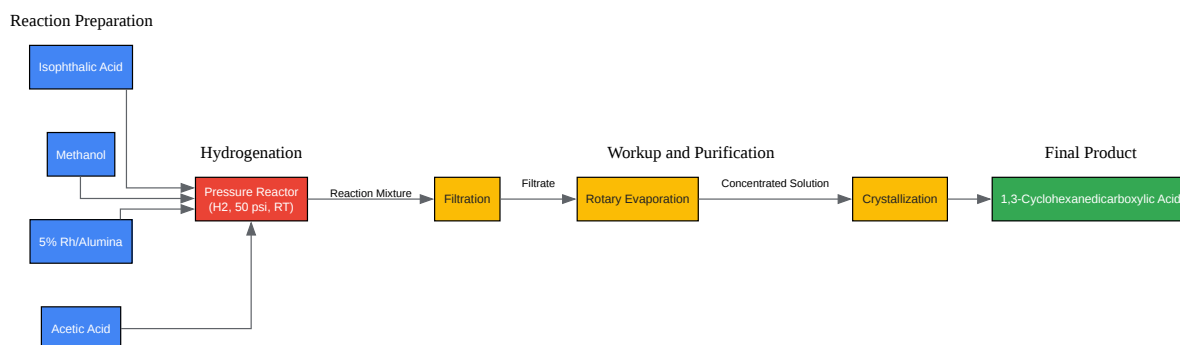 Reaction Preparation
Isophthalic Acid
Methanol
5% Rh/Alumina
Acetic Acid
Hydrogenation
Pressure Reactor
(H2, 50 psi, RT)
Reaction Mixture
Workup and Purification
Filtration
Filtrate
Rotary Evaporation
Concentrated Solution
Crystallization
Final Product
1,3-Cyclohexanedicarboxylic Acid